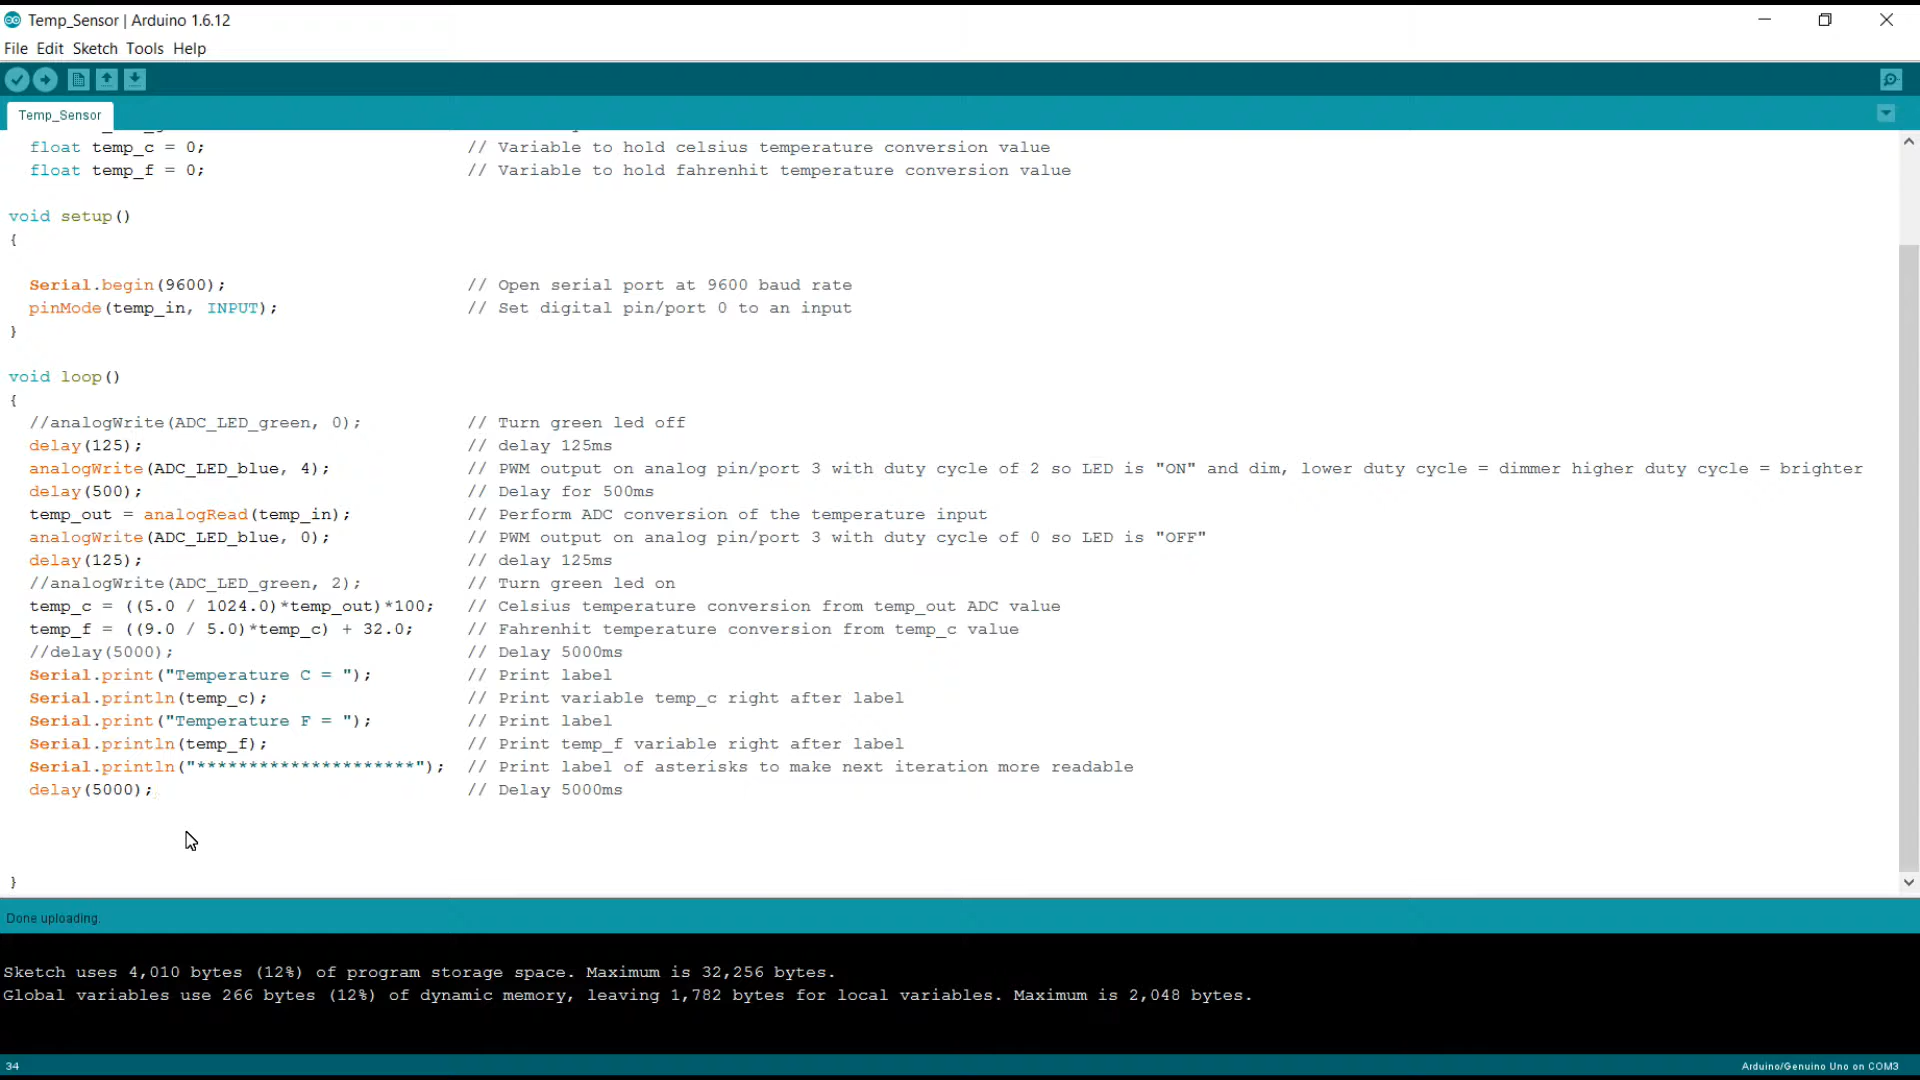 Temp_Sensor | Arduino 1.6.12
File Edit Sketch Tools Help
Temp_Sensor
float temp_c = 0; // Variable to hold celsius temperature conversion value
float temp_f = 0; // Variable to hold fahrenhit temperature conversion value
void setup()
{
Serial.begin(9600); // Open serial port at 9600 baud rate
pinMode(temp_in, INPUT); // Set digital pin/port 0 to an input
}
void loop()
{
//analogWrite(ADC_LED_green, 0); // Turn green led off
delay(125); // delay 125ms
analogWrite(ADC_LED_blue, 4); // PWM output on analog pin/port 3 with duty cycle of 2 so LED is "ON" and dim, lower duty cycle = dimmer higher duty cycle = brighter
delay(500); // Delay for 500ms
temp_out = analogRead(temp_in); // Perform ADC conversion of the temperature input
analogWrite(ADC_LED_blue, 0); // PWM output on analog pin/port 3 with duty cycle of 0 so LED is "OFF"
delay(125); // delay 125ms
//analogWrite(ADC_LED_green, 2); // Turn green led on
temp_c = ((5.0 / 1024.0)*temp_out)*100; // Celsius temperature conversion from temp_out ADC value
temp_f = ((9.0 / 5.0)*temp_c) + 32.0; // Fahrenhit temperature conversion from temp_c value
//delay(5000); // Delay 5000ms
Serial.print("Temperature C = "); // Print label
Serial.println(temp_c); // Print variable temp_c right after label
Serial.print("Temperature F = "); // Print label
Serial.println(temp_f); // Print temp_f variable right after label
Serial.println("*********************"); // Print label of asterisks to make next iteration more readable
delay(5000); // Delay 5000ms
}
Done uploading.
Sketch uses 4,010 bytes (12%) of program storage space. Maximum is 32,256 bytes.
Global variables use 266 bytes (12%) of dynamic memory, leaving 1,782 bytes for local variables. Maximum is 2,048 bytes.
34 Arduino/Genuino Uno on COM3